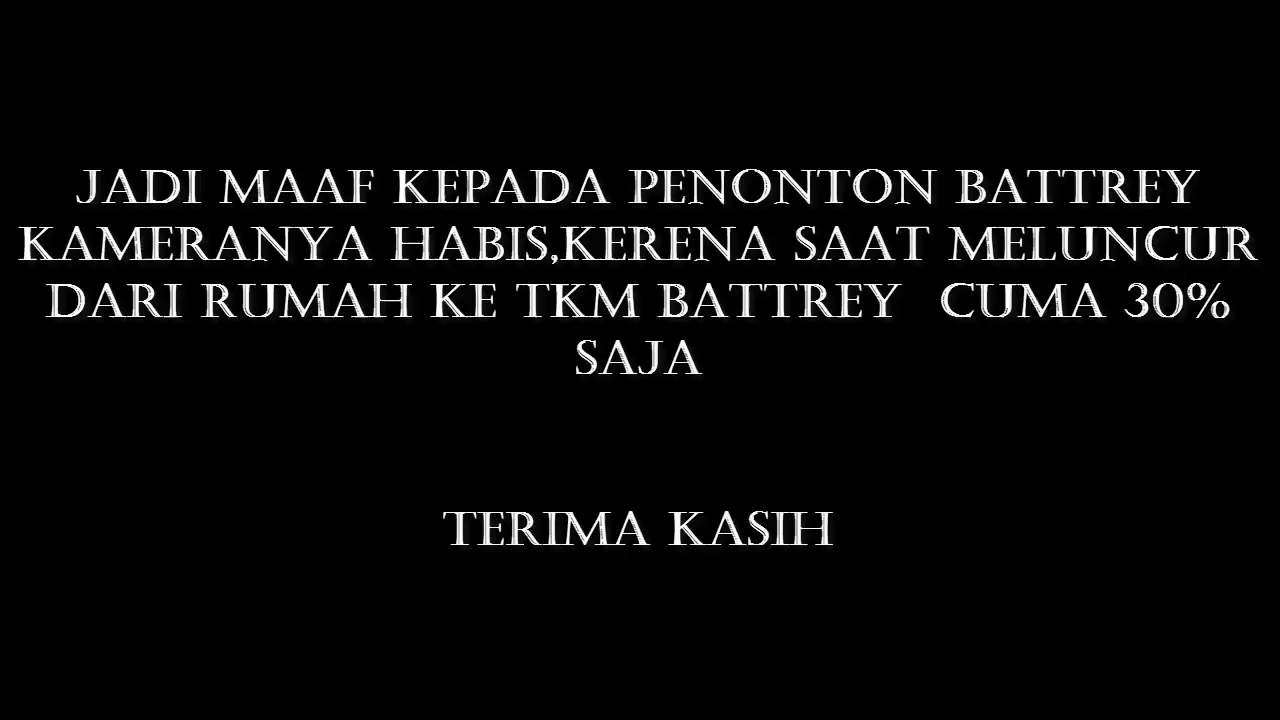 JADI MAAF KEPADA PENONTON BATTREY
KAMERANYA HABIS,KERENA SAAT MELUNCUR
DARI RUMAH KE TKM BATTREY  CUMA 30%
SAJA
TERIMA KASIH